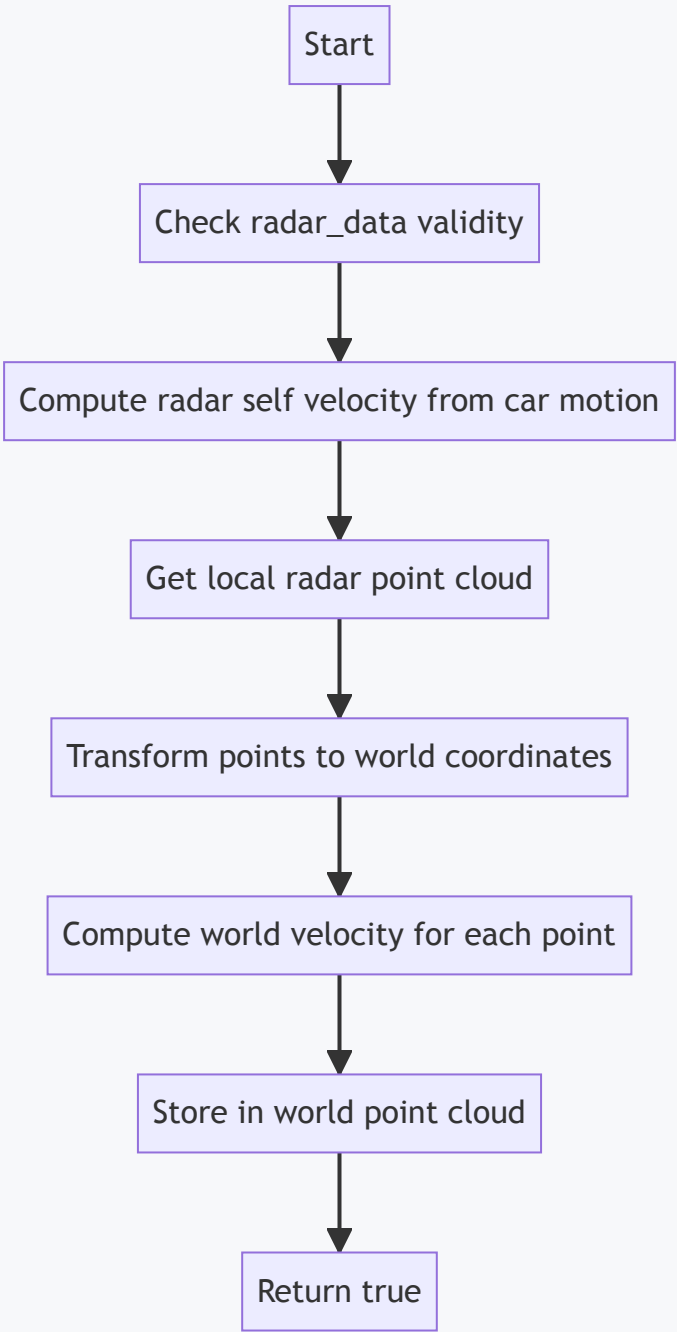 Start
Check radar_data validity
Compute radar self velocity from car motion
Get local radar point cloud
Transform points to world coordinates
Compute world velocity for each point
Store in world point cloud
Return true